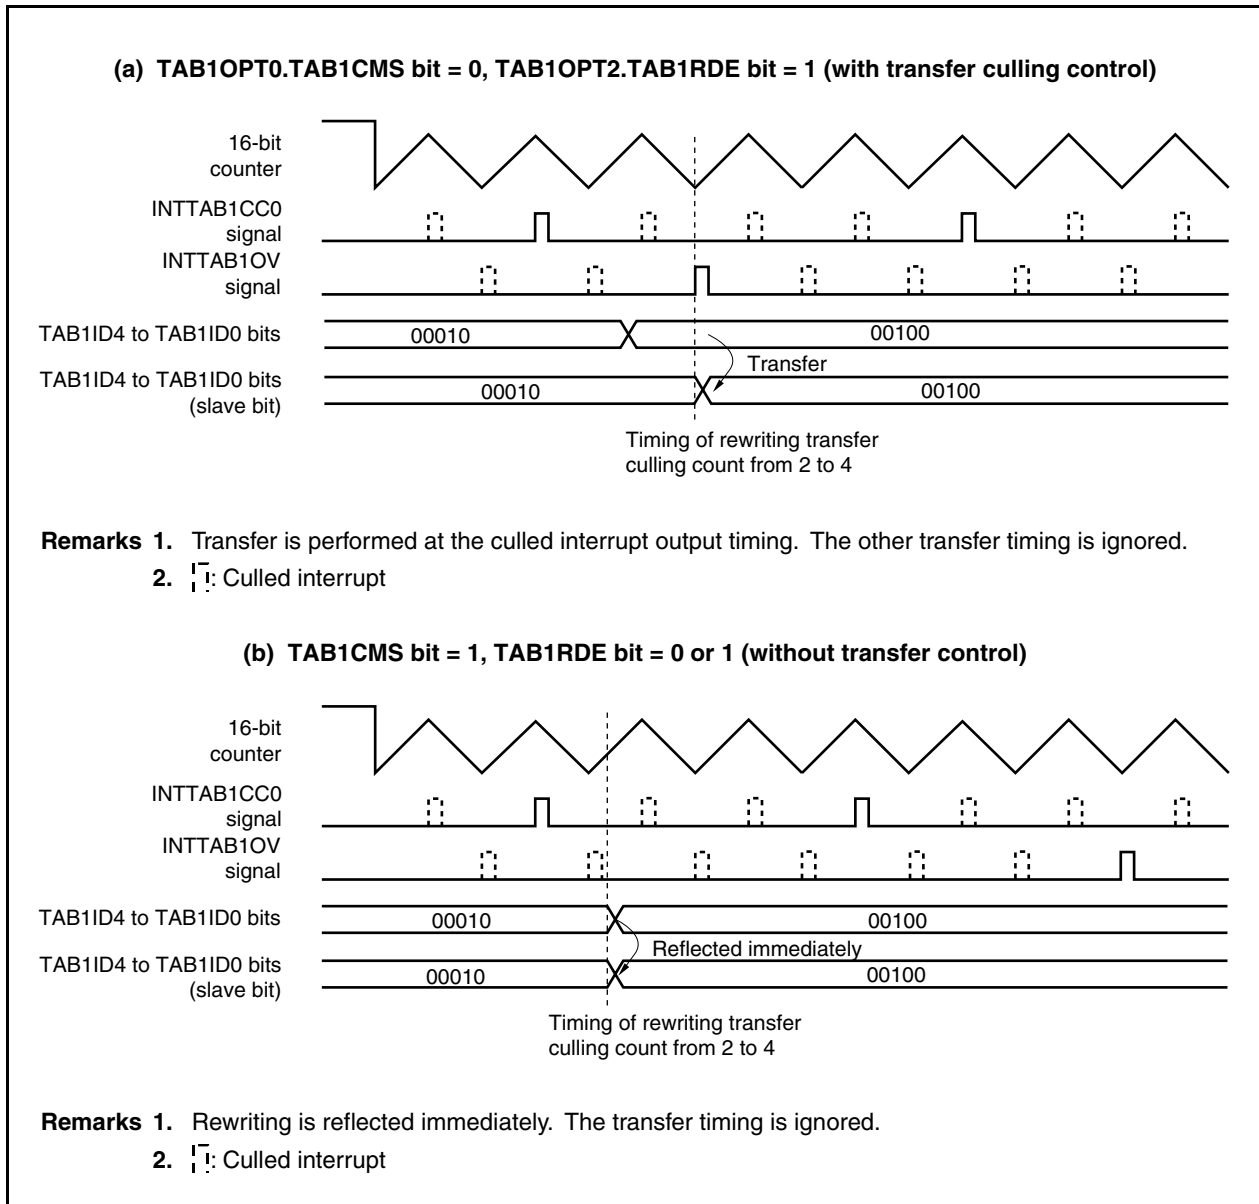 (a) TAB1OPT0.TAB1CMS bit = 0, TAB1OPT2.TAB1RDE bit = 1 (with transfer culling control)
16-bit
counter
INTTAB1CC0
signal
INTTAB1OV
signal
TAB1ID4 to TAB1ID0 bits
00010
00100
Transfer
TAB1ID4 to TAB1ID0 bits
(slave bit)
00010
00100
Timing of rewriting transfer
culling count from 2 to 4
Remarks 1. Transfer is performed at the culled interrupt output timing. The other transfer timing is ignored.
2. : Culled interrupt
(b) TAB1CMS bit = 1, TAB1RDE bit = 0 or 1 (without transfer control)
16-bit
counter
INTTAB1CC0
signal
INTTAB1OV
signal
TAB1ID4 to TAB1ID0 bits
00010
00100
Reflected immediately
TAB1ID4 to TAB1ID0 bits
(slave bit)
00010
00100
Timing of rewriting transfer
culling count from 2 to 4
Remarks 1. Rewriting is reflected immediately. The transfer timing is ignored.
2. : Culled interrupt